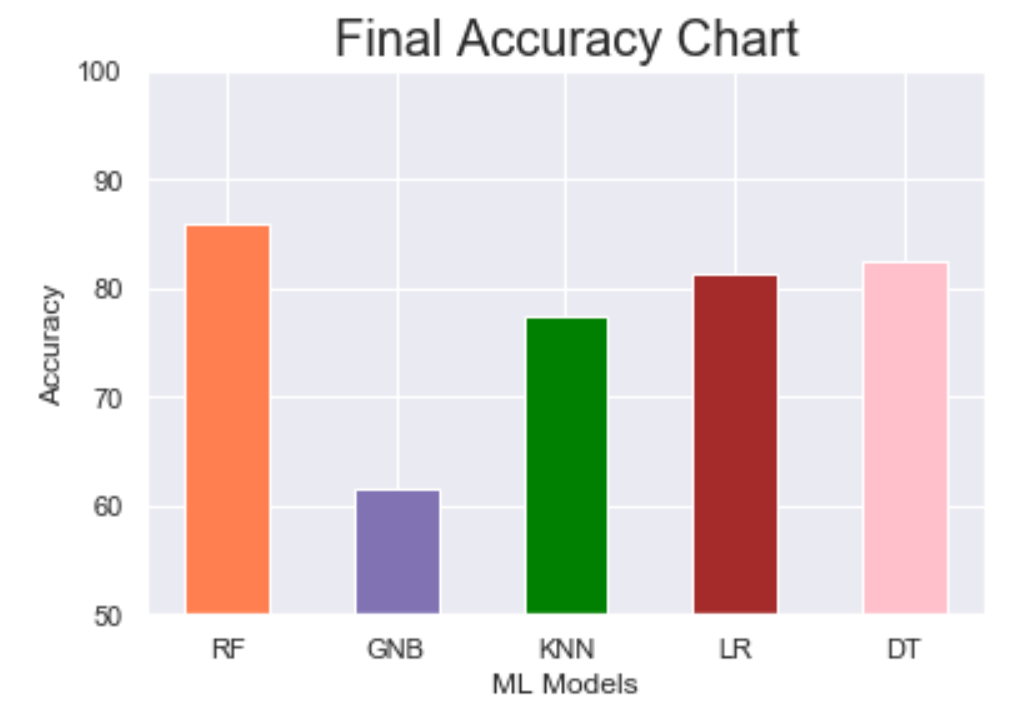 Final Accuracy Chart
100
90
80
70
60
50
Accuracy
RF GNB KNN LR DT
ML Models